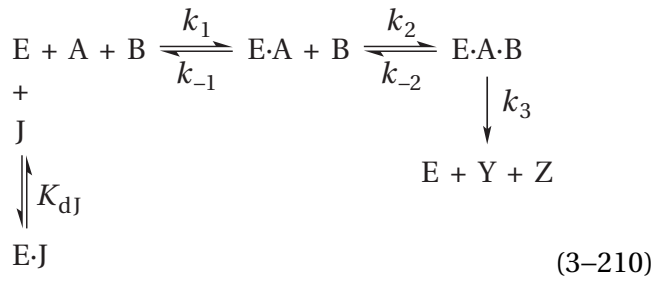 k₁ k₂
E + A + B ⇌ E·A + B ⇌ E·A·B
k₋₁ k₋₂
+
k₃
J
E + Y + Z
K_dJ
E·J
(3–210)